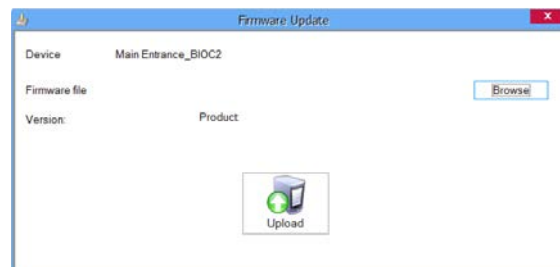 Firmware Update
Device Main Entrance_BIOC2
Firmware file Browse
Version: Product
Upload